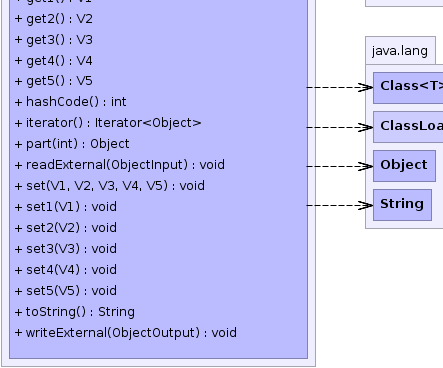 + get1() : V1
+ get2() : V2
+ get3() : V3
+ get4() : V4
+ get5() : V5
+ hashCode() : int
+ iterator() : Iterator<Object>
+ part(int) : Object
+ readExternal(ObjectInput) : void
+ set(V1, V2, V3, V4, V5) : void
+ set1(V1) : void
+ set2(V2) : void
+ set3(V3) : void
+ set4(V4) : void
+ set5(V5) : void
+ toString() : String
+ writeExternal(ObjectOutput) : void
java.lang
Class<T>
ClassLoa
Object
String